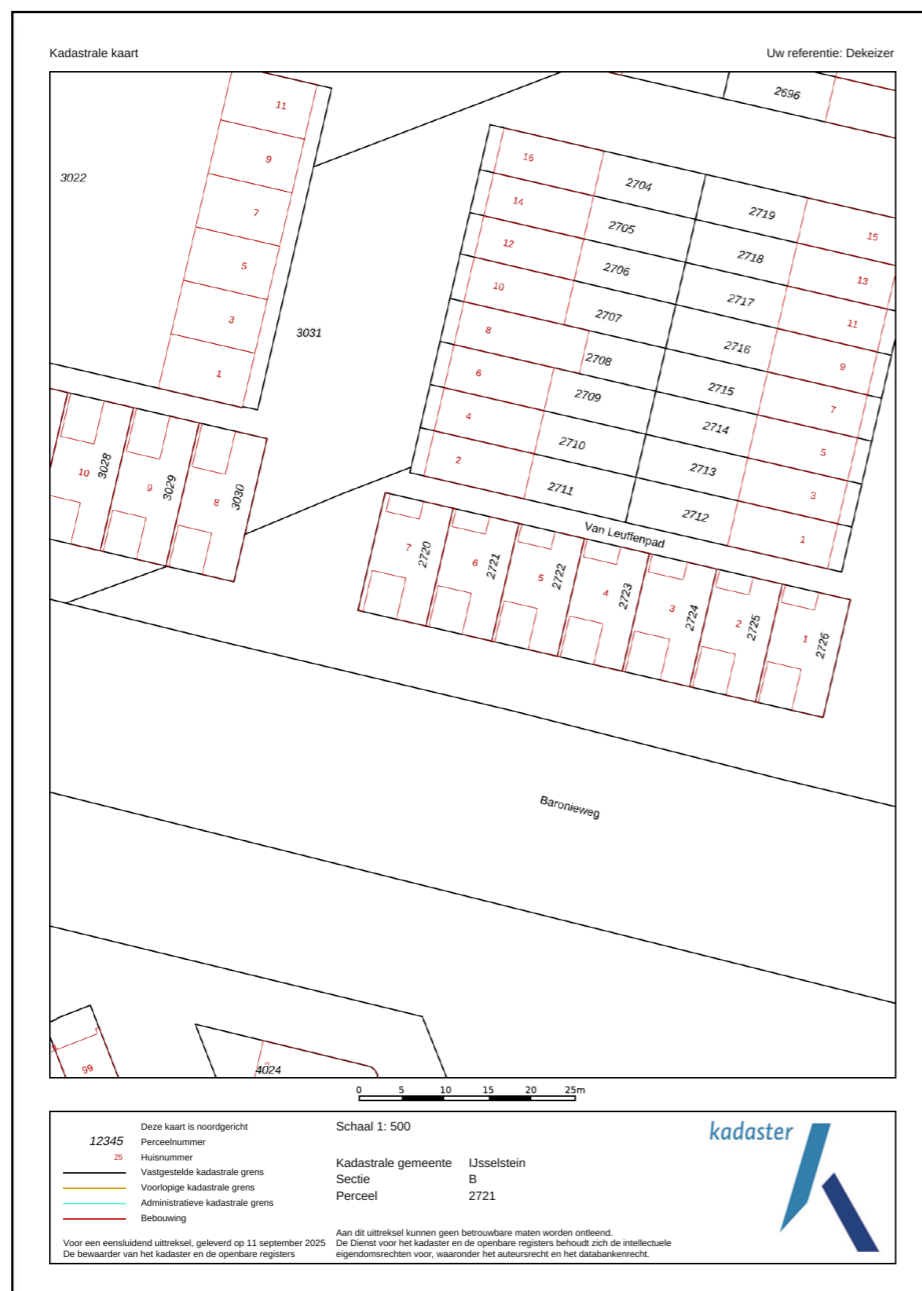 Kadastrale kaart
Uw referentie: Dekeizer
2696
11
9
3022
7
5
3
1
3031
16
2704
14
2705
2719
15
12
2706
2718
13
10
2707
2717
11
8
2708
2716
9
6
2709
2715
7
4
2710
2714
5
2
2711
2713
3
2712
1
Van Leuffenpad
10
3028
9
3029
8
3030
7
2720
6
2721
5
2722
4
2723
3
2724
2
2725
1
2726
Baronieweg
99
4024
0 5 10 15 20 25m
Deze kaart is noordgericht
12345 Perceelnummer
25 Huisnummer
Vastgestelde kadastrale grens
Voorlopige kadastrale grens
Administratieve kadastrale grens
Bebouwing
Voor een eensluidend uittreksel, geleverd op 11 september 2025
De bewaarder van het kadaster en de openbare registers
Schaal 1: 500
Kadastrale gemeente IJsselstein
Sectie B
Perceel 2721
Aan dit uittreksel kunnen geen betrouwbare maten worden ontleend.
De Dienst voor het kadaster en de openbare registers behoudt zich de intellectuele
eigendomsrechten voor, waaronder het auteursrecht en het databankenrecht.
kadaster